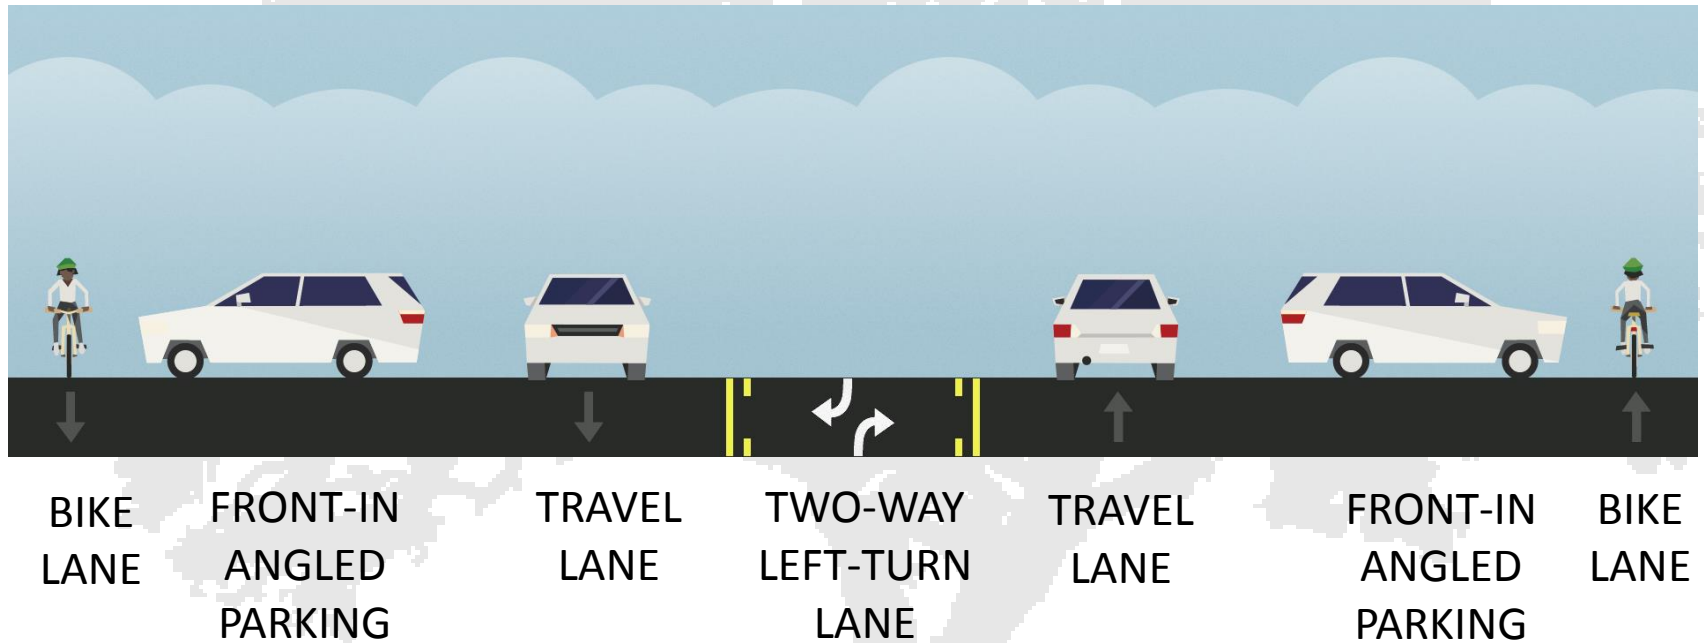 BIKE
LANE
FRONT-IN
ANGLED
PARKING
TRAVEL
LANE
TWO-WAY
LEFT-TURN
LANE
TRAVEL
LANE
FRONT-IN
ANGLED
PARKING
BIKE
LANE